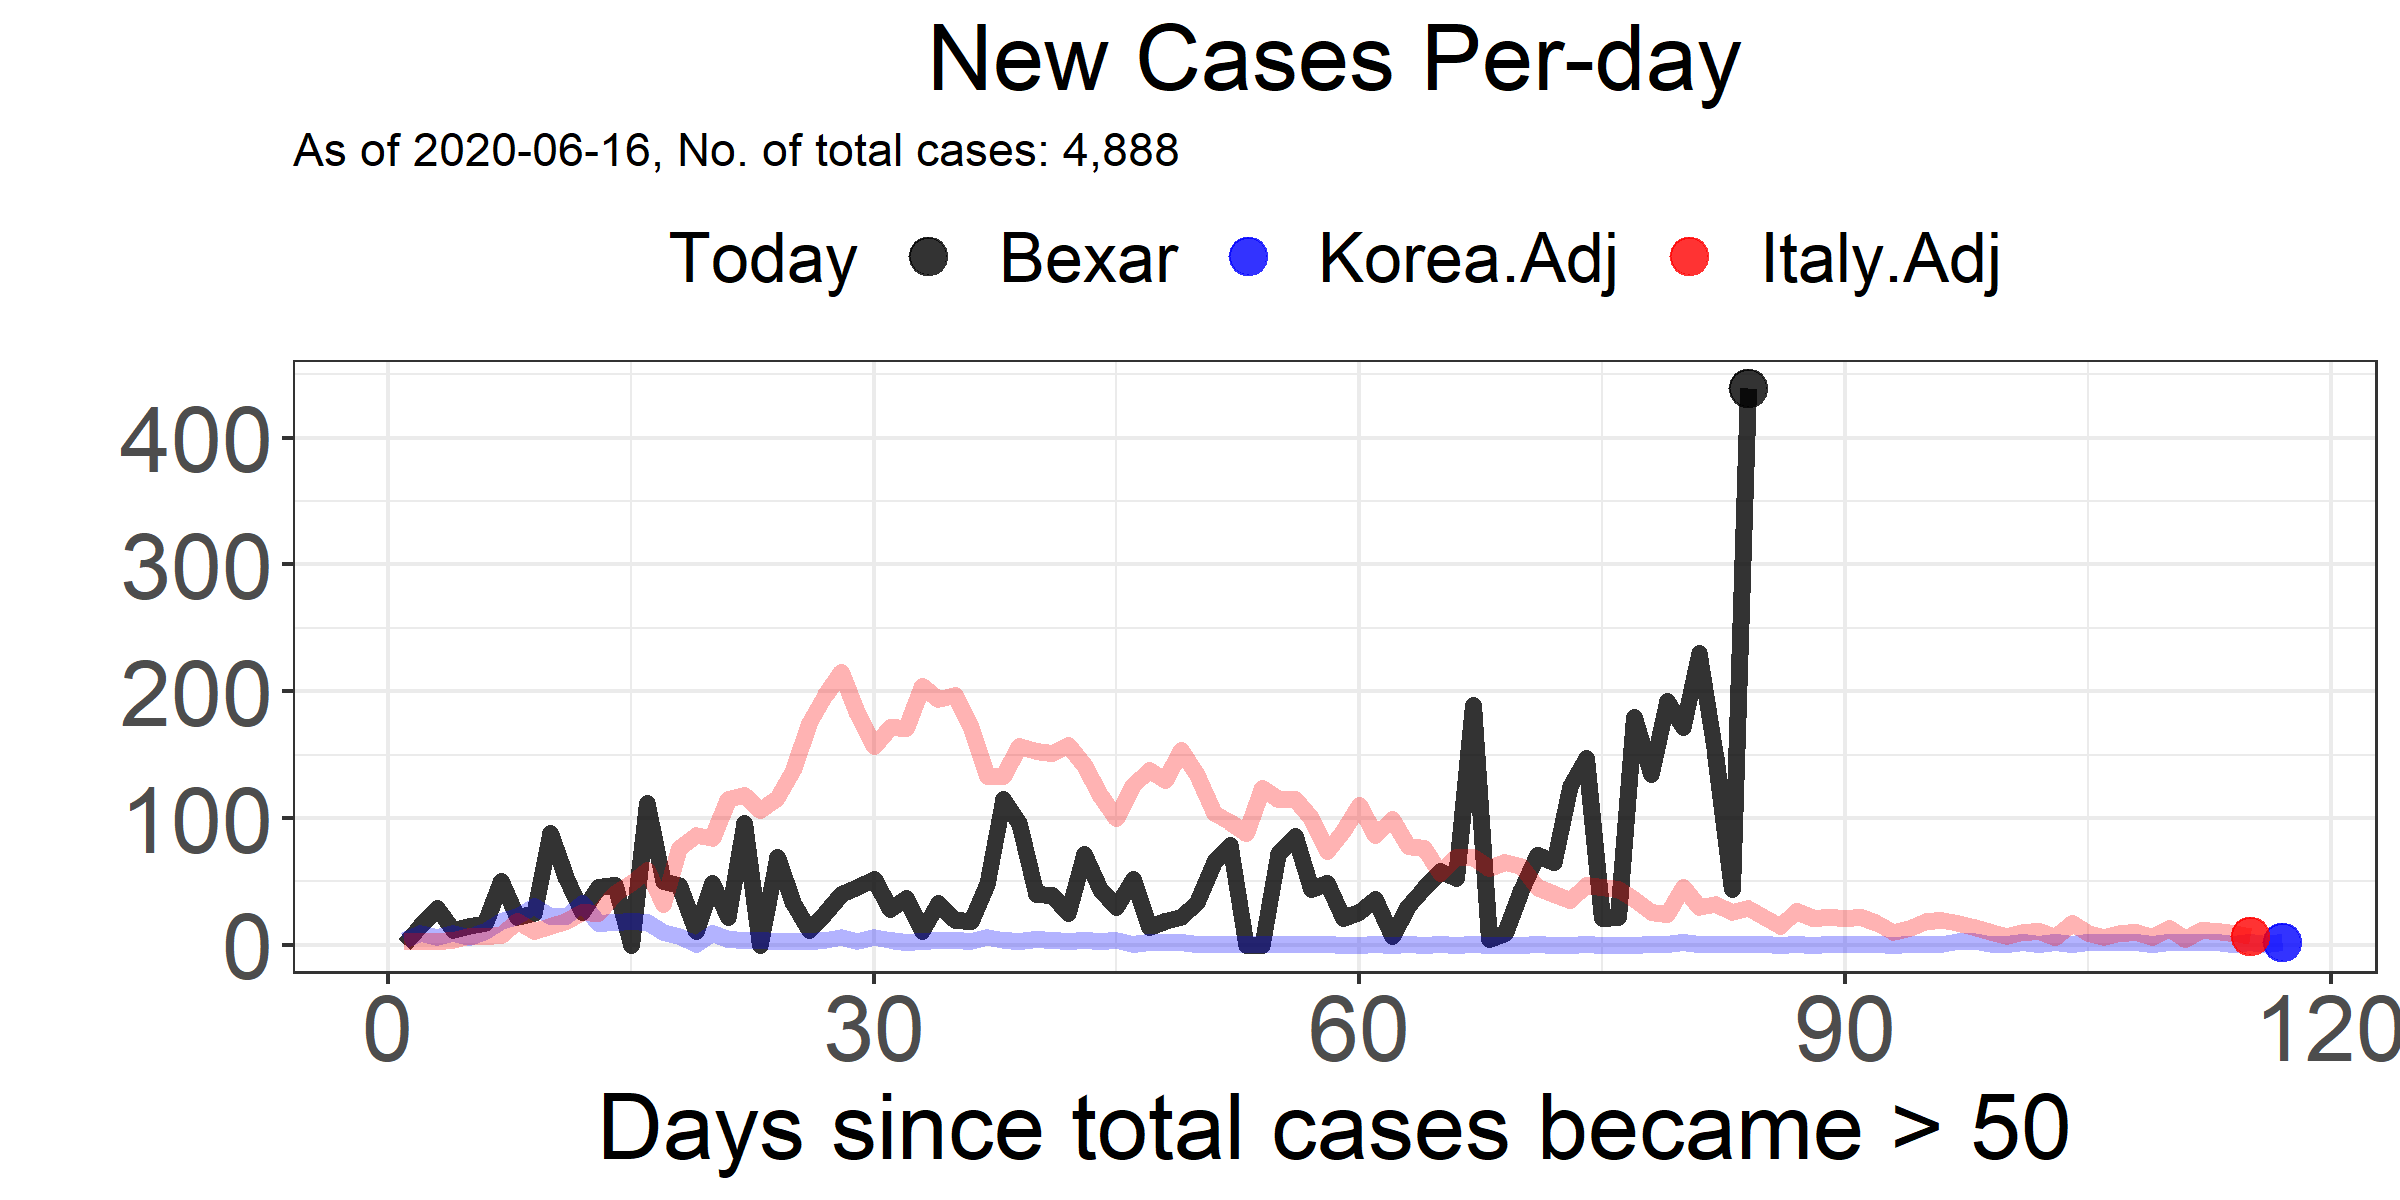 New Cases Per-day
As of 2020-06-16, No. of total cases: 4,888
Today Bexar Korea.Adj Italy.Adj
400
300
200
100
0
0 30 60 90 120
Days since total cases became > 50